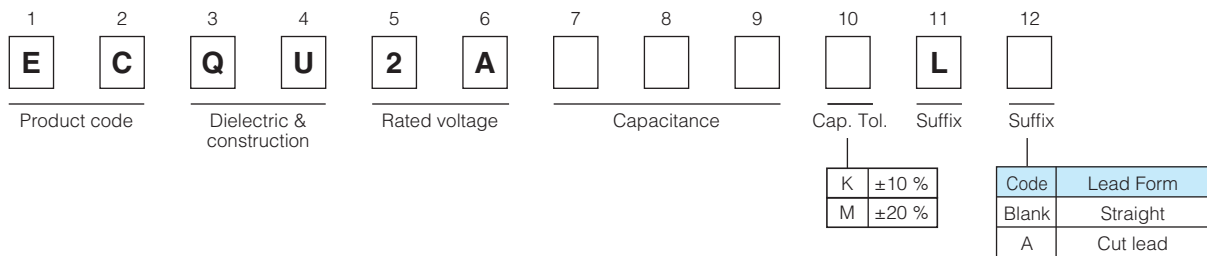 1 2 3 4 5 6 7 8 9 10 11 12
E C Q U 2 A L
Product code Dielectric & construction Rated voltage Capacitance Cap. Tol. Suffix Suffix
K ±10 %
M ±20 %
Code Lead Form
Blank Straight
A Cut lead